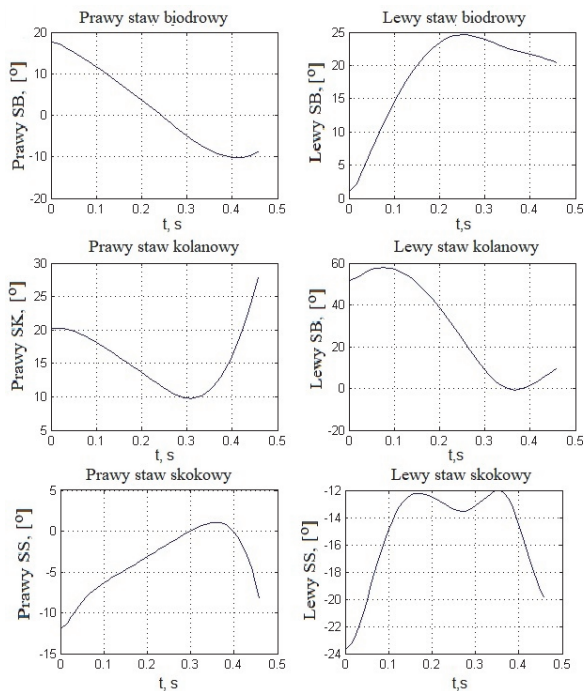 Prawy staw biodrowy
Prawy SB, [°]
20
10
0
-10
-20
0 0.1 0.2 0.3 0.4 0.5
t, s
Lewy staw biodrowy
Lewy SB, [°]
25
20
15
10
5
0
0 0.1 0.2 0.3 0.4 0.5
t,s
Prawy staw kolanowy
Prawy SK, [°]
30
25
20
15
10
5
0 0.1 0.2 0.3 0.4 0.5
t, s
Lewy staw kolanowy
Lewy SB, [°]
60
40
20
0
-20
0 0.1 0.2 0.3 0.4 0.5
t,s
Prawy staw skokowy
Prawy SS, [°]
5
0
-5
-10
-15
0 0.1 0.2 0.3 0.4 0.5
t, s
Lewy staw skokowy
Lewy SS, [°]
-12
-14
-16
-18
-20
-22
-24
0 0.1 0.2 0.3 0.4 0.5
t, s